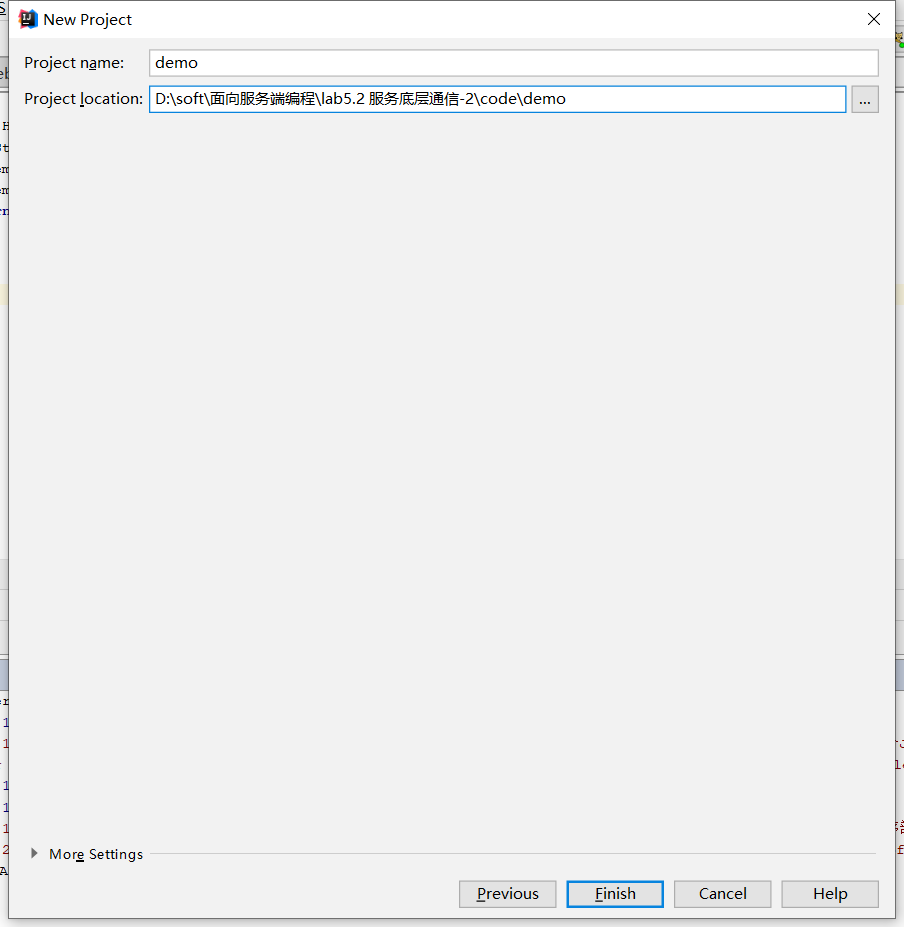 New Project
Project name: demo
Project location: D:\soft\面向服务端编程\lab5.2 服务底层通信-2\code\demo ...
More Settings
Previous Finish Cancel Help